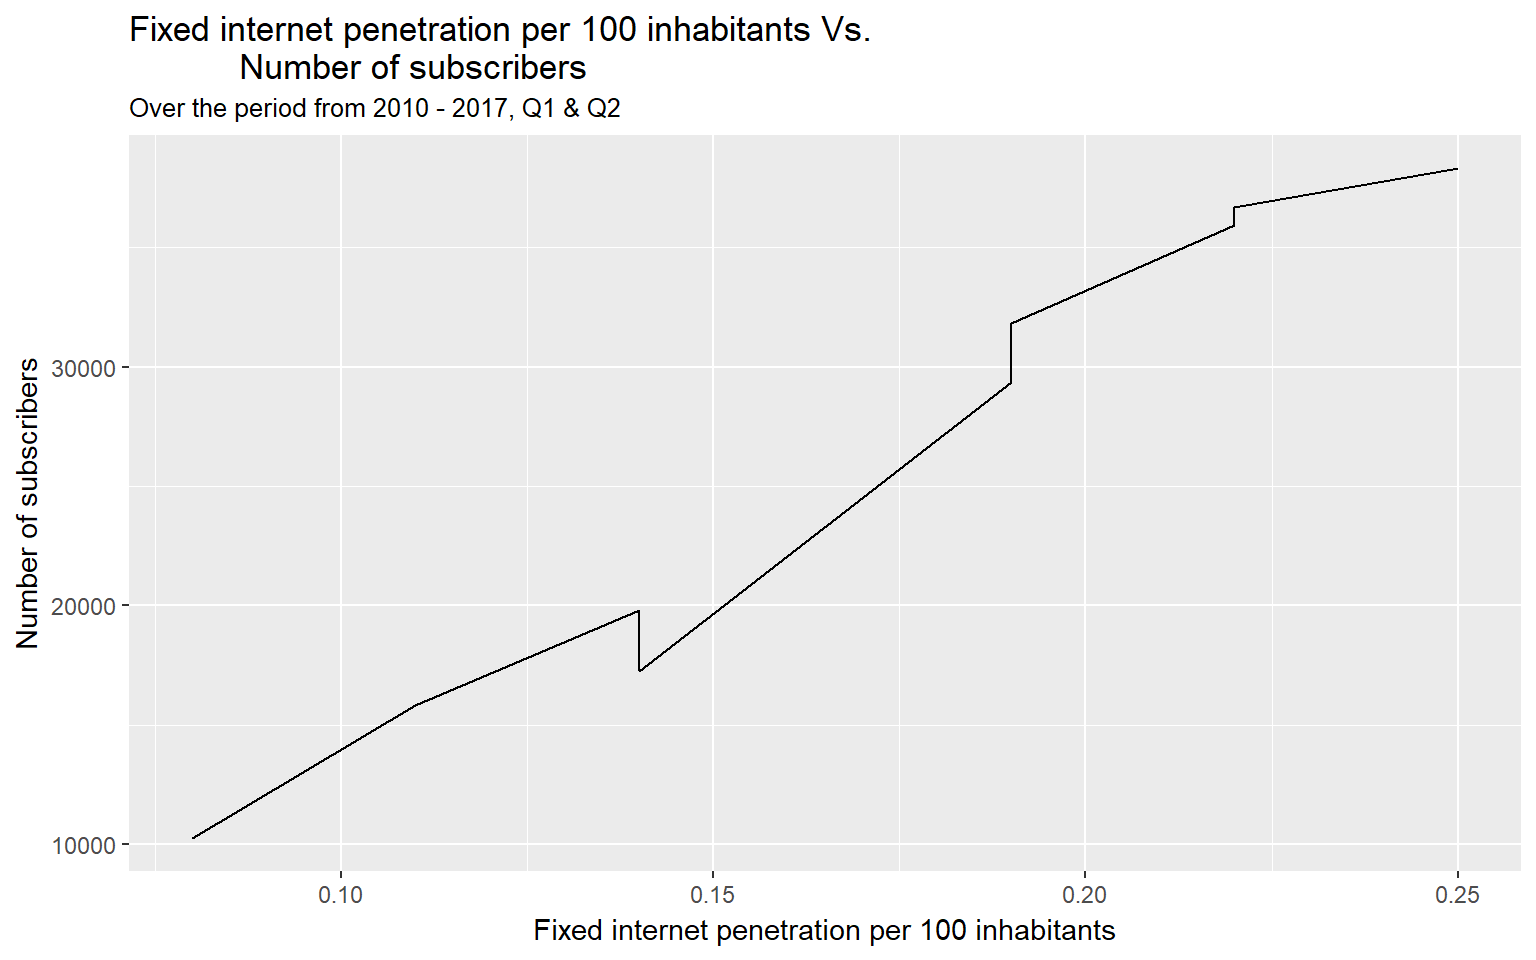 Fixed internet penetration per 100 inhabitants Vs.
Number of subscribers
Over the period from 2010 - 2017, Q1 & Q2
Number of subscribers
30000
20000
10000
0.10
0.15
0.20
0.25
Fixed internet penetration per 100 inhabitants